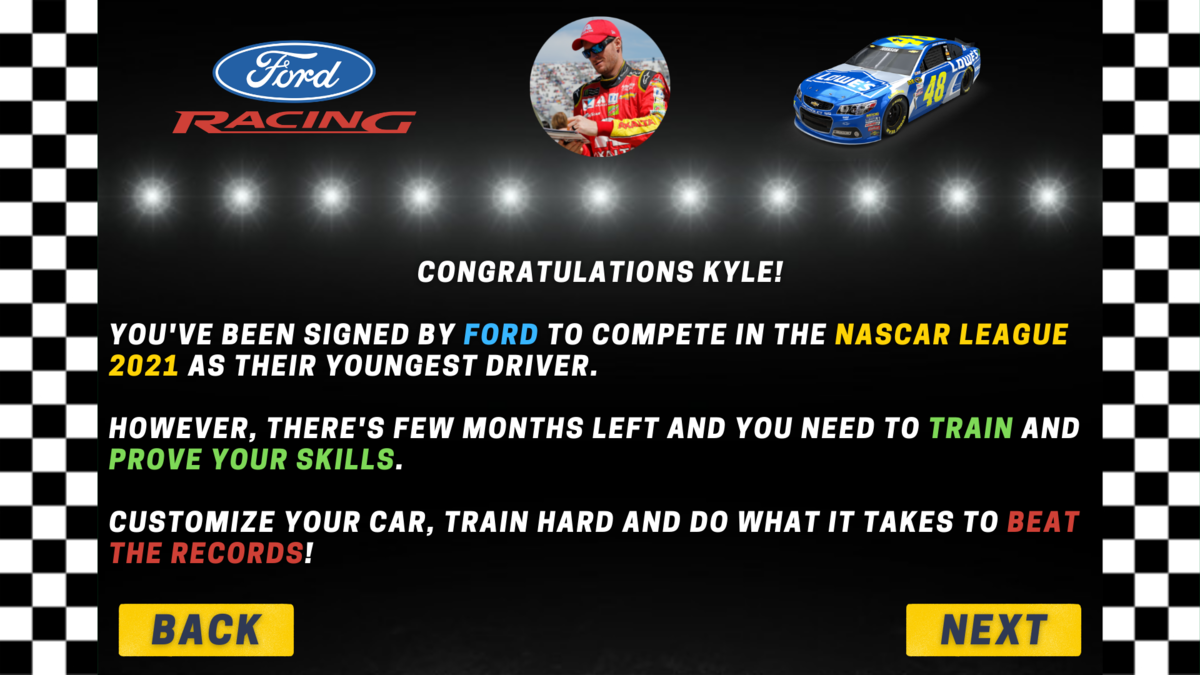 Ford
RACING
LOWE'S
LOWE'S
48
CONGRATULATIONS KYLE!
YOU'VE BEEN SIGNED BY FORD TO COMPETE IN THE NASCAR LEAGUE
2021 AS THEIR YOUNGEST DRIVER.
HOWEVER, THERE'S FEW MONTHS LEFT AND YOU NEED TO TRAIN AND
PROVE YOUR SKILLS.
CUSTOMIZE YOUR CAR, TRAIN HARD AND DO WHAT IT TAKES TO BEAT
THE RECORDS!
BACK
NEXT